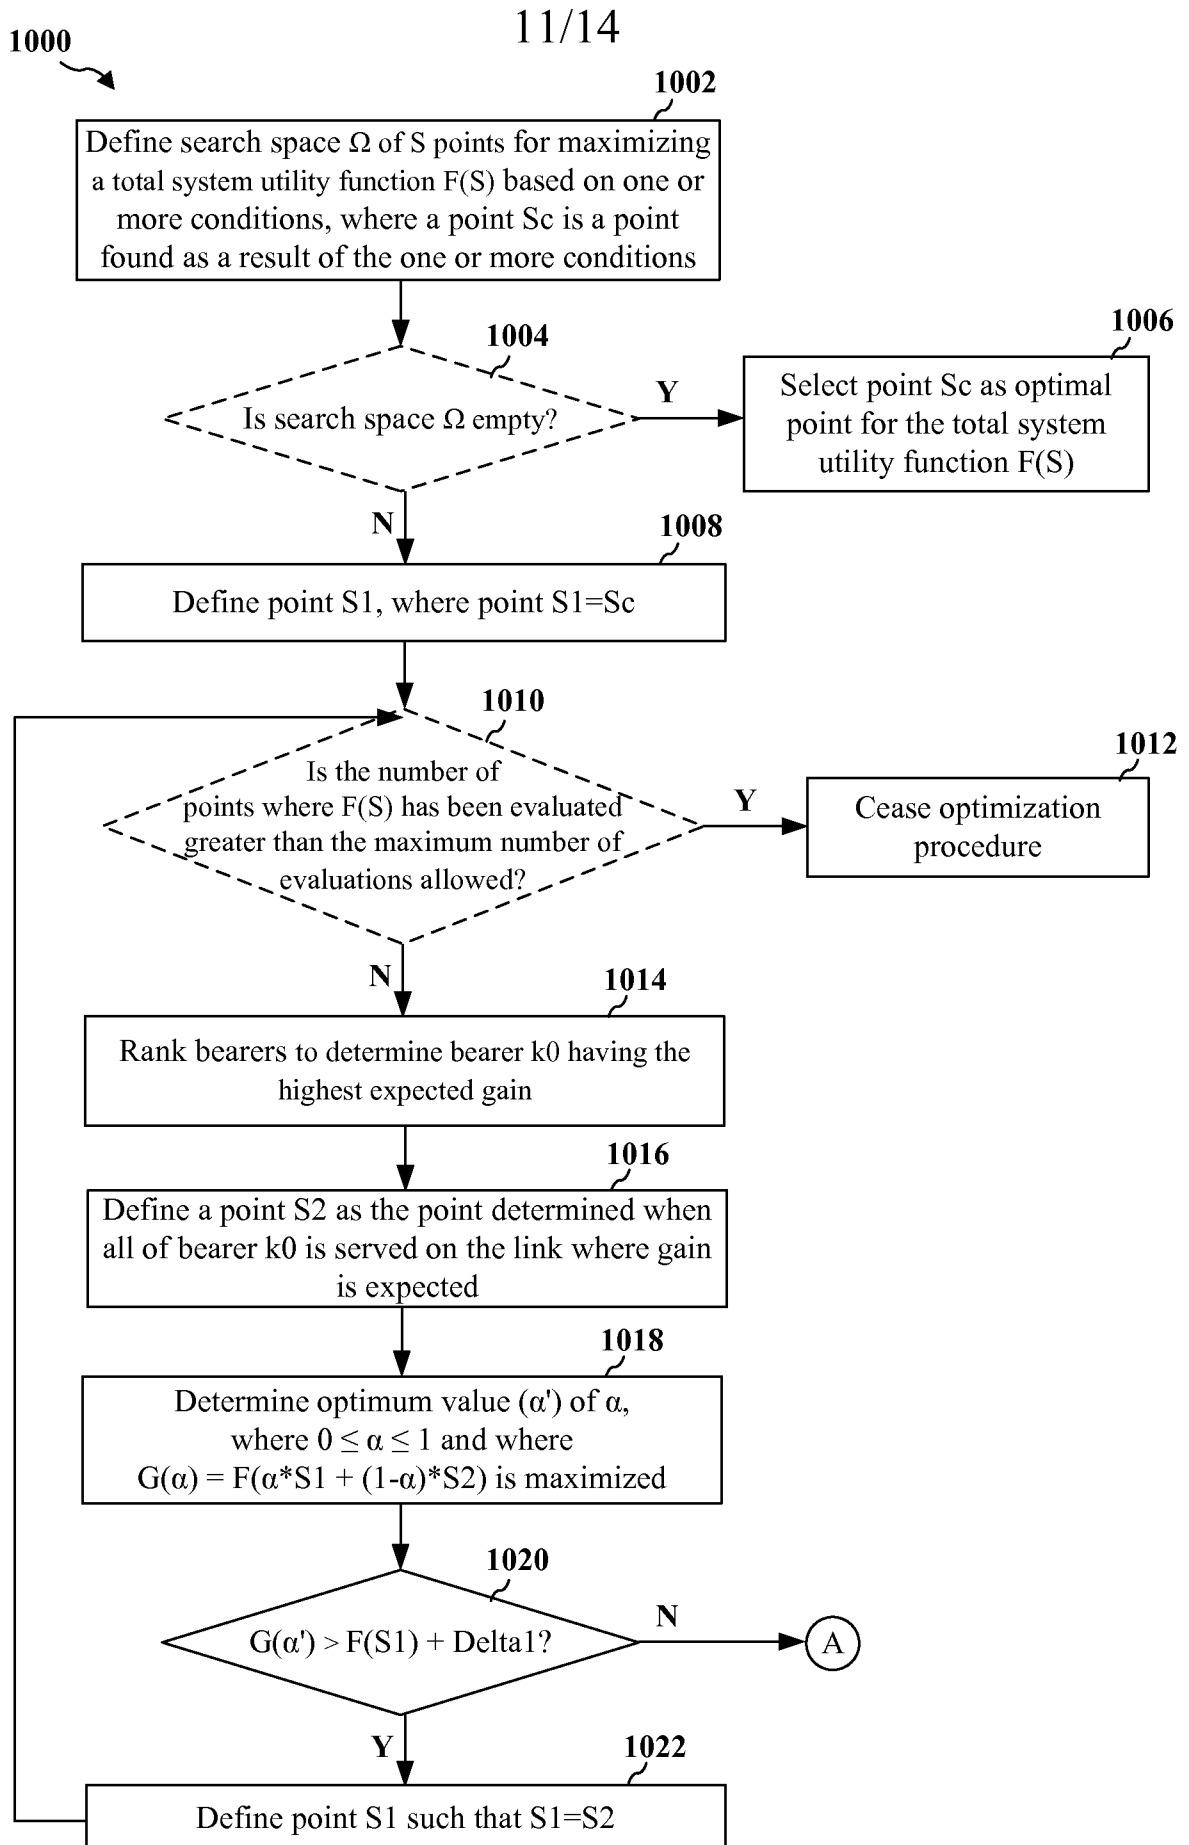 11/14
1000
1002
Define search space Ω of S points for maximizing
a total system utility function F(S) based on one or
more conditions, where a point Sc is a point
found as a result of the one or more conditions
1004
Is search space Ω empty?
Y
1006
Select point Sc as optimal
point for the total system
utility function F(S)
N
1008
Define point S1, where point S1=Sc
1010
Is the number of
points where F(S) has been evaluated
greater than the maximum number of
evaluations allowed?
Y
1012
Cease optimization
procedure
N
1014
Rank bearers to determine bearer k0 having the
highest expected gain
1016
Define a point S2 as the point determined when
all of bearer k0 is served on the link where gain
is expected
1018
Determine optimum value (α') of α,
where 0 ≤ α ≤ 1 and where
G(α) = F(α*S1 + (1-α)*S2) is maximized
1020
G(α') > F(S1) + Delta1?
N
A
Y
1022
Define point S1 such that S1=S2